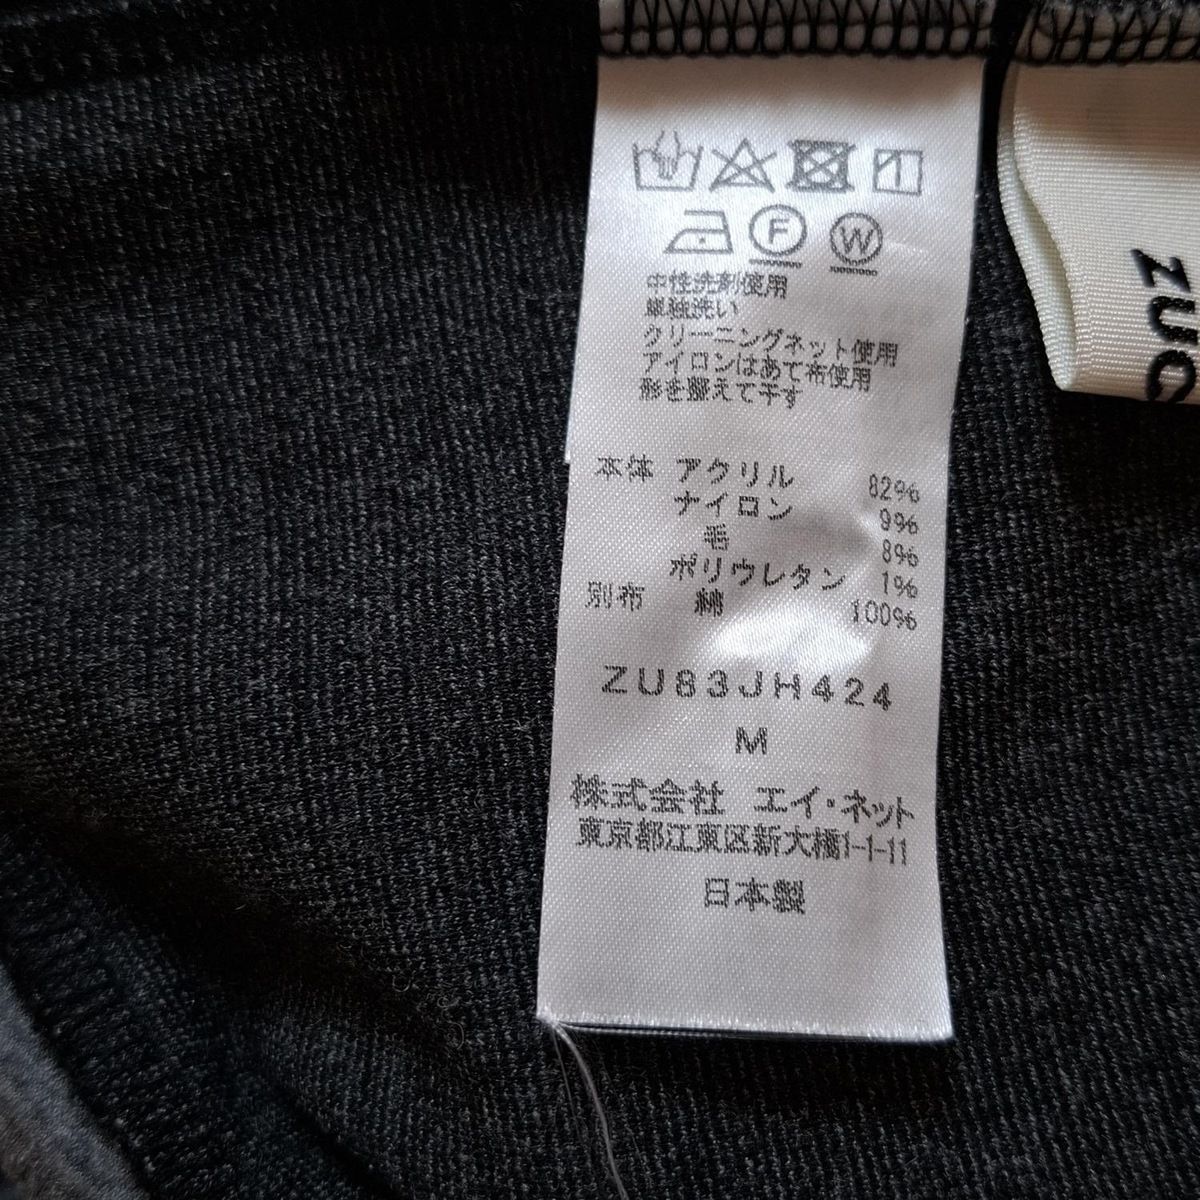 F W
中性洗剤使用
単独洗い
クリーニングネット使用
アイロンはあて布使用
形を整えて干す
本体 アクリル 82%
ナイロン 9%
毛 8%
ポリウレタン 1%
別布 綿 100%
ZU83JH424
M
株式会社 エイ・ネット
東京都江東区新大橋1-1-11
日本製
ZUC